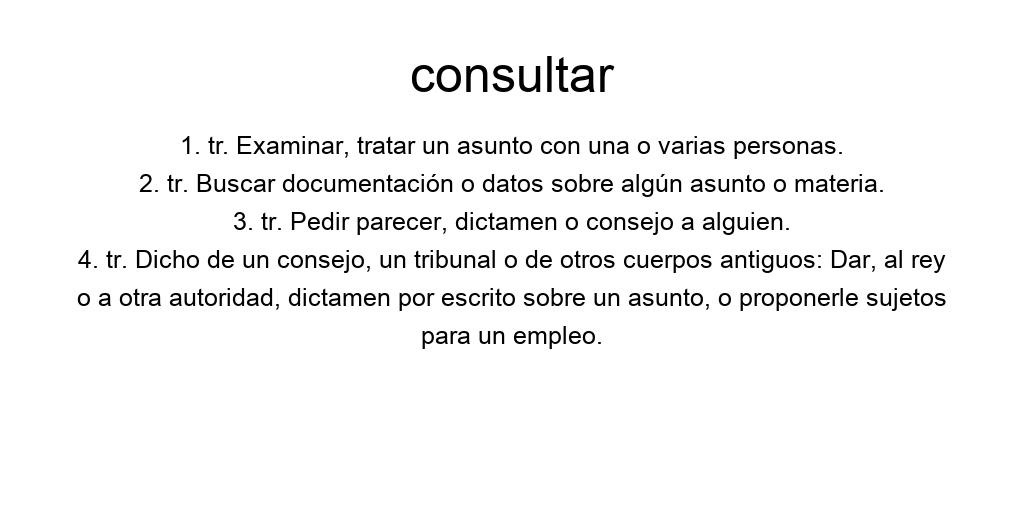 consultar
1. tr. Examinar, tratar un asunto con una o varias personas.
2. tr. Buscar documentación o datos sobre algún asunto o materia.
3. tr. Pedir parecer, dictamen o consejo a alguien.
4. tr. Dicho de un consejo, un tribunal o de otros cuerpos antiguos: Dar, al rey
o a otra autoridad, dictamen por escrito sobre un asunto, o proponerle sujetos
para un empleo.